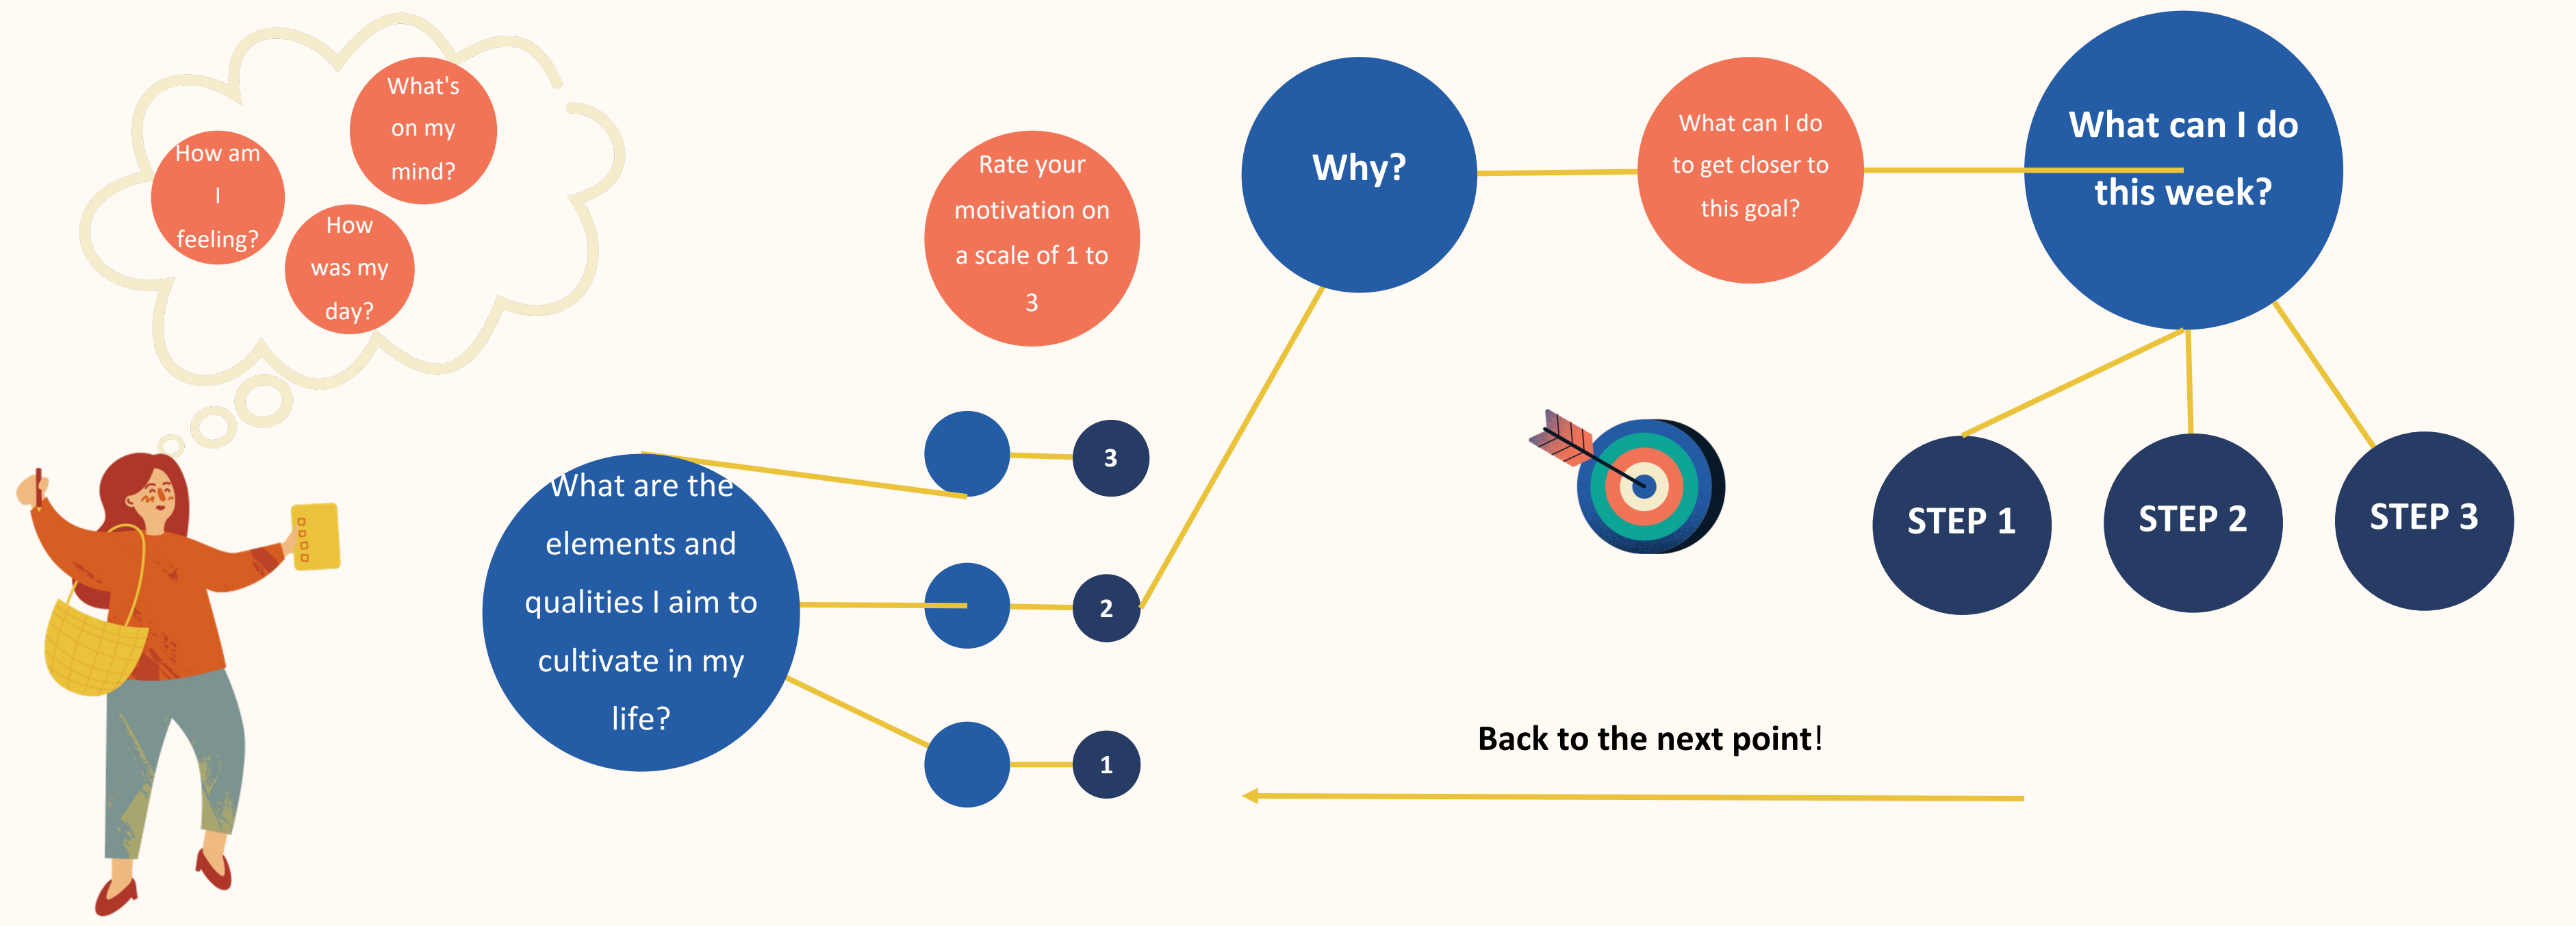 What's
on my
mind?
How am
I
feeling?
How
was my
day?
Rate your
motivation on
a scale of 1 to
3
Why?
What can I do
to get closer to
this goal?
What can I do
this week?
What are the
elements and
qualities I aim to
cultivate in my
life?
3
2
1
STEP 1
STEP 2
STEP 3
Back to the next point!